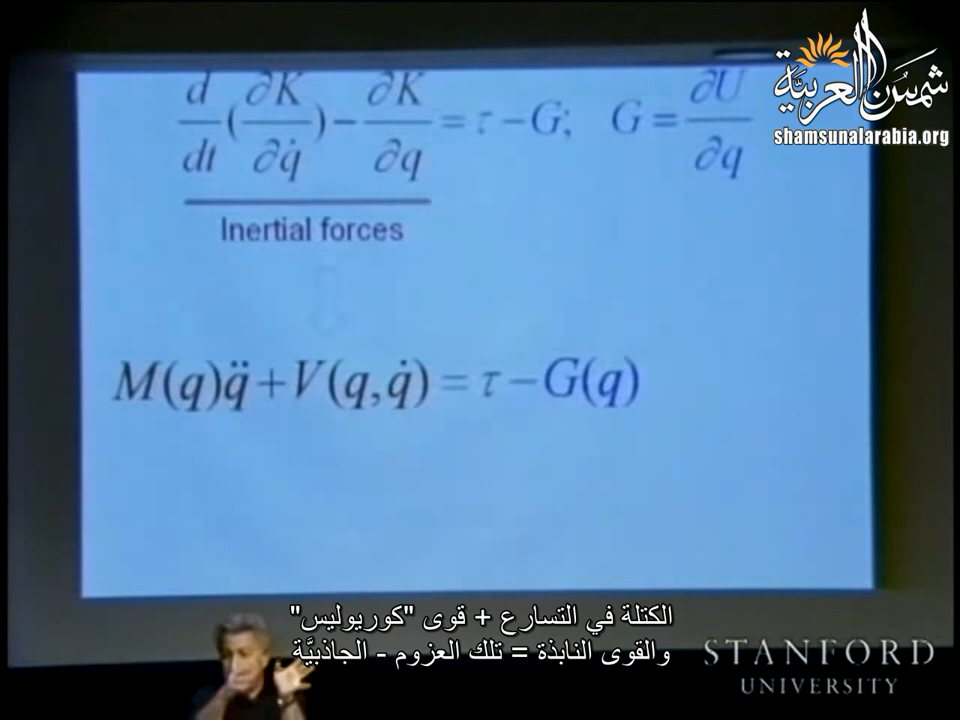 شمس العربية
shamsunalarabia.org
d/dt (∂K/∂q̇) − ∂K/∂q = τ − G; G = ∂U/∂q
Inertial forces
M(q)q̈ + V(q, q̇) = τ − G(q)
الكتلة في التسارع + قوى "كوريوليس"
والقوى النابذة = تلك العزوم - الجاذبيَّة
STANFORD
UNIVERSITY